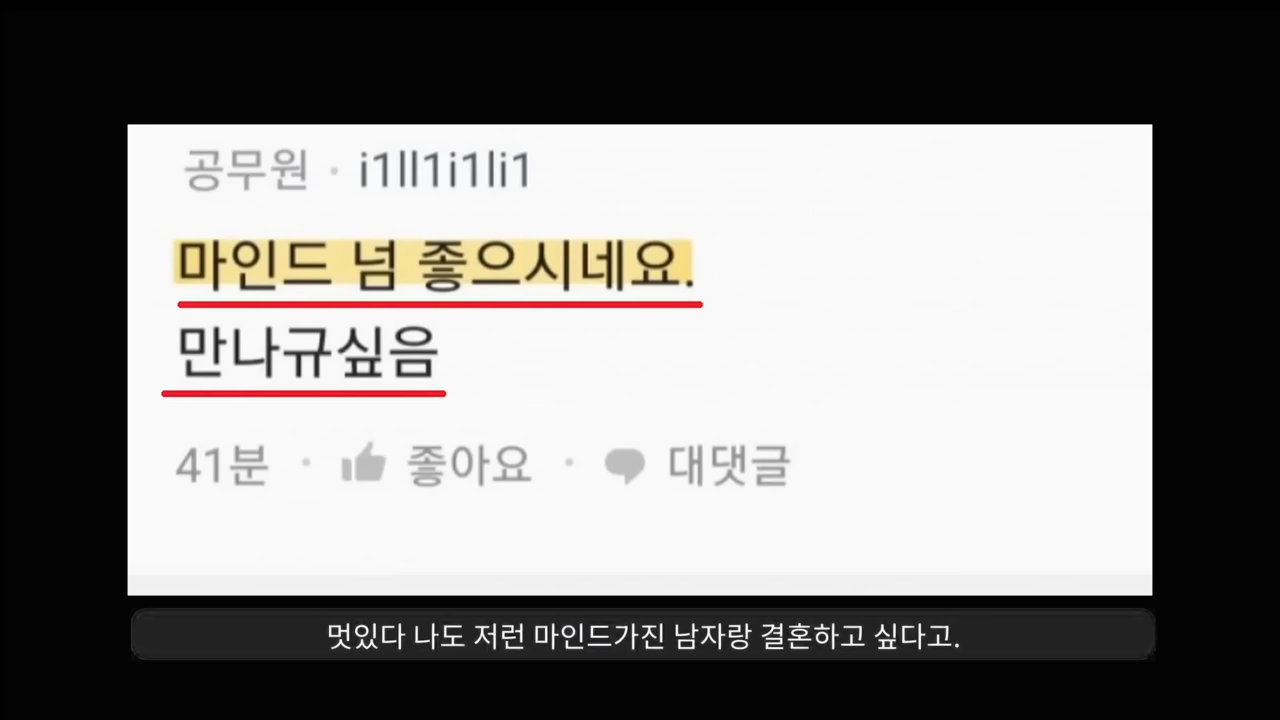 공무원 · i1ll1i1li1
마인드 넘 좋으시네요.
만나규싶음
41분 · 좋아요 · 대댓글
멋있다 나도 저런 마인드가진 남자랑 결혼하고 싶다고.